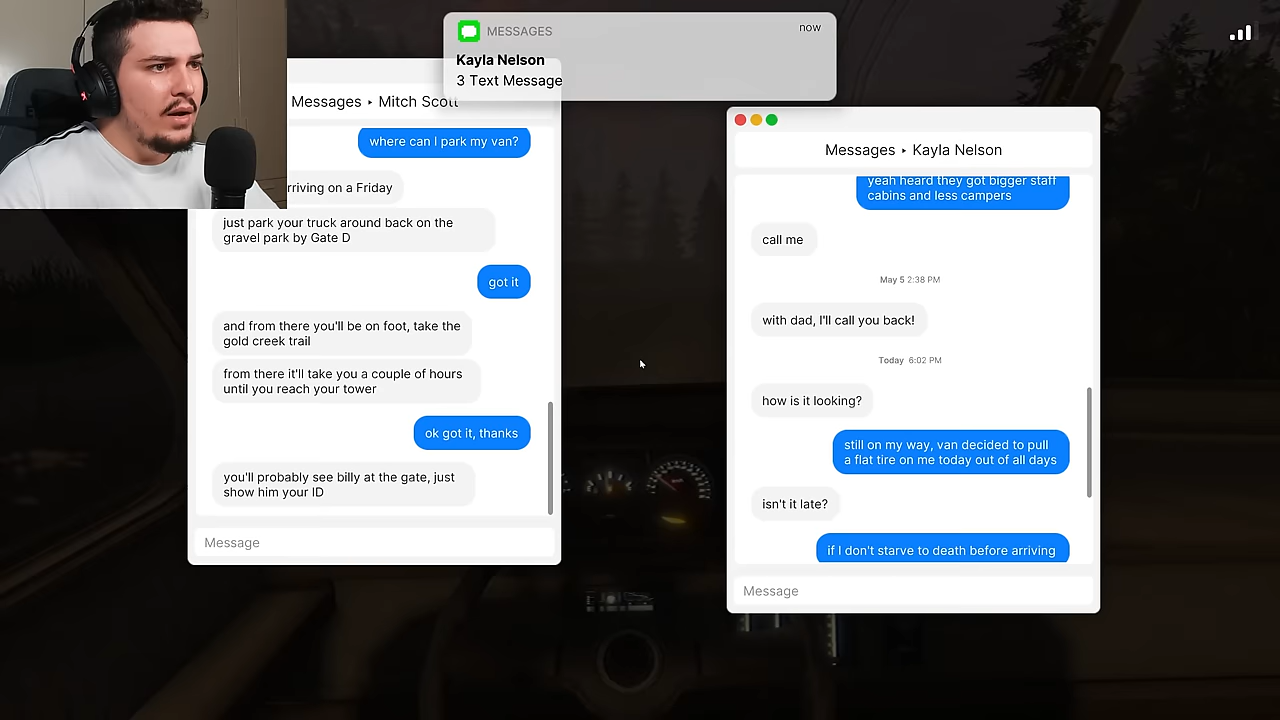 MESSAGES
now
Kayla Nelson
3 Text Message
Messages ▸ Mitch Scott
where can I park my van?
rriving on a Friday
just park your truck around back on the
gravel park by Gate D
got it
and from there you'll be on foot, take the
gold creek trail
from there it'll take you a couple of hours
until you reach your tower
ok got it, thanks
you'll probably see billy at the gate, just
show him your ID
Message
Messages ▸ Kayla Nelson
yeah heard they got bigger staff
cabins and less campers
call me
May 5 2:38 PM
with dad, I'll call you back!
Today 6:02 PM
how is it looking?
still on my way, van decided to pull
a flat tire on me today out of all days
isn't it late?
if I don't starve to death before arriving
Message